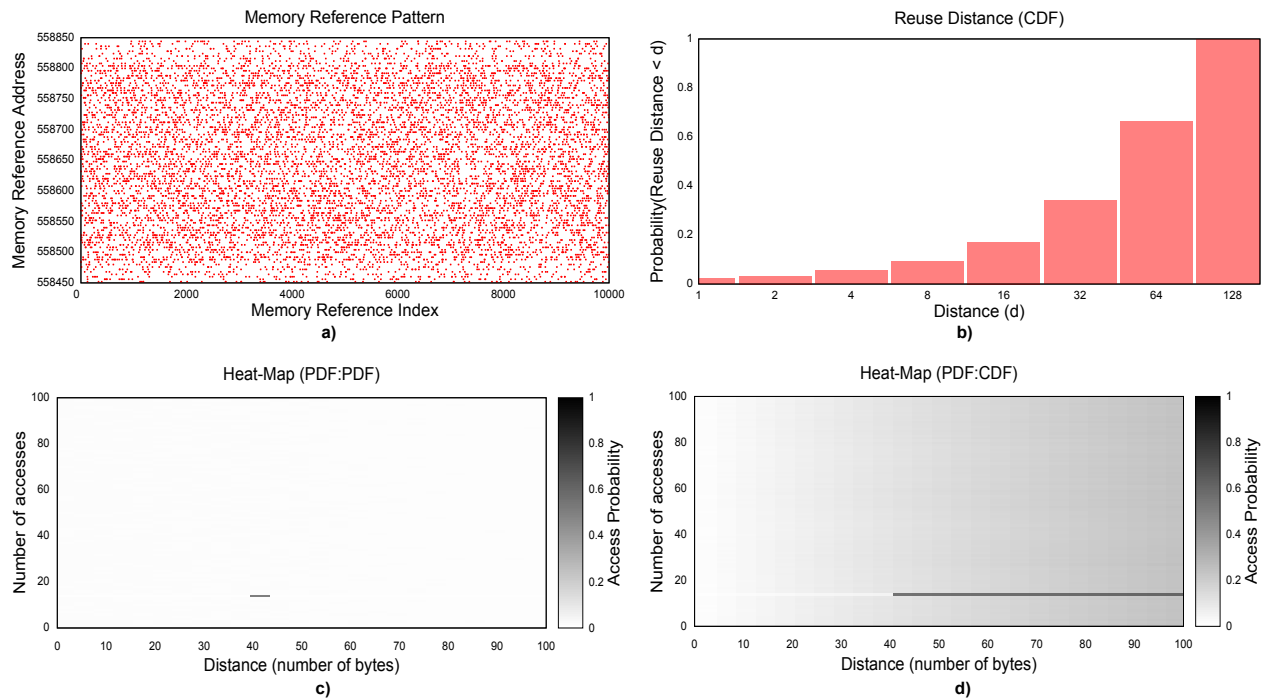 Memory Reference Pattern
Memory Reference Address
558850
558800
558750
558700
558650
558600
558550
558500
558450
0 2000 4000 6000 8000 10000
Memory Reference Index
a)
Reuse Distance (CDF)
Probability(Reuse Distance < d)
1
0.8
0.6
0.4
0.2
0
1 2 4 8 16 32 64 128
Distance (d)
b)
Heat-Map (PDF:PDF)
Number of accesses
100
80
60
40
20
0
0 10 20 30 40 50 60 70 80 90 100
Distance (number of bytes)
1
0.8
0.6
0.4
0.2
0
Access Probability
c)
Heat-Map (PDF:CDF)
Number of accesses
100
80
60
40
20
0
0 10 20 30 40 50 60 70 80 90 100
Distance (number of bytes)
1
0.8
0.6
0.4
0.2
0
Access Probability
d)